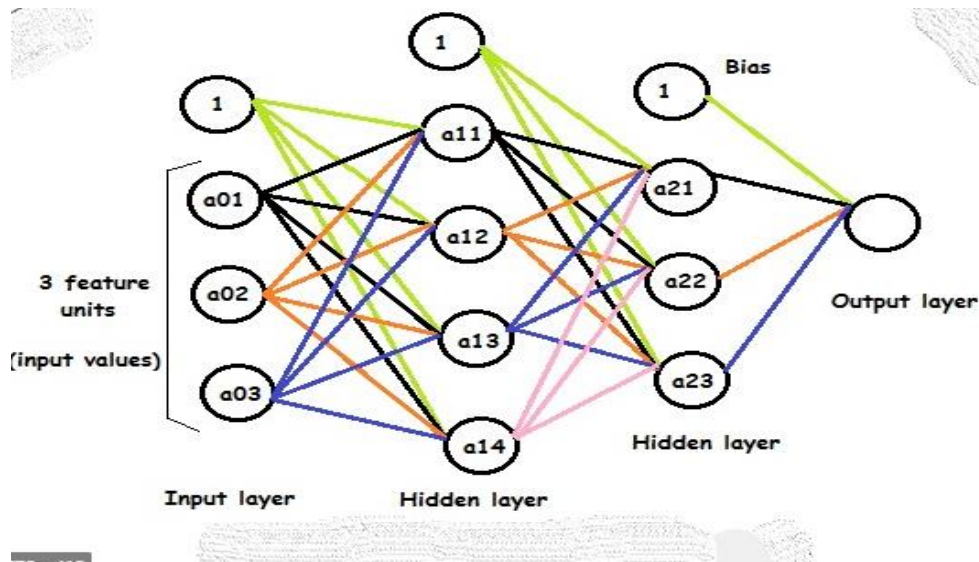 1
1
1
Bias
a11
a01
a21
a12
a02
a22
3 feature
units
(input values)
Output layer
a13
a03
a23
a14
Hidden layer
Input layer
Hidden layer